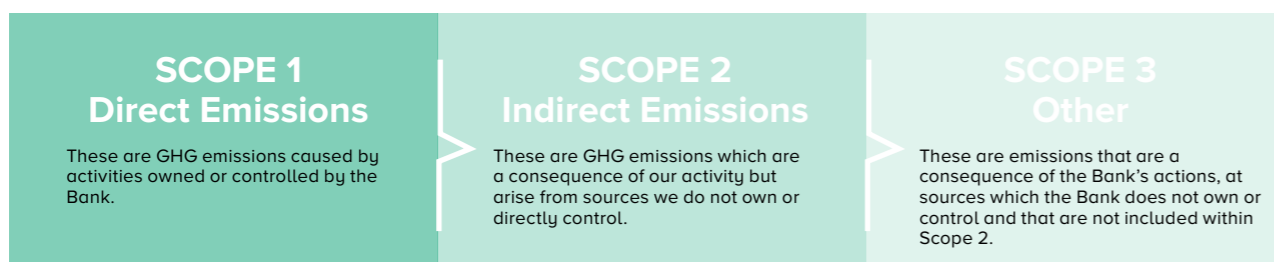 SCOPE 1
Direct Emissions
These are GHG emissions caused by
activities owned or controlled by the
Bank.
SCOPE 2
Indirect Emissions
These are GHG emissions which are
a consequence of our activity but
arise from sources we do not own or
directly control.
SCOPE 3
Other
These are emissions that are a
consequence of the Bank's actions, at
sources which the Bank does not own or
control and that are not included within
Scope 2.